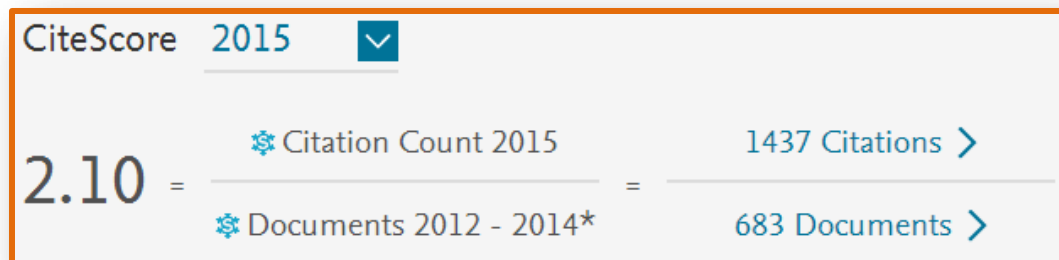 CiteScore 2015
2.10 = Citation Count 2015 = 1437 Citations
Documents 2012 - 2014* 683 Documents